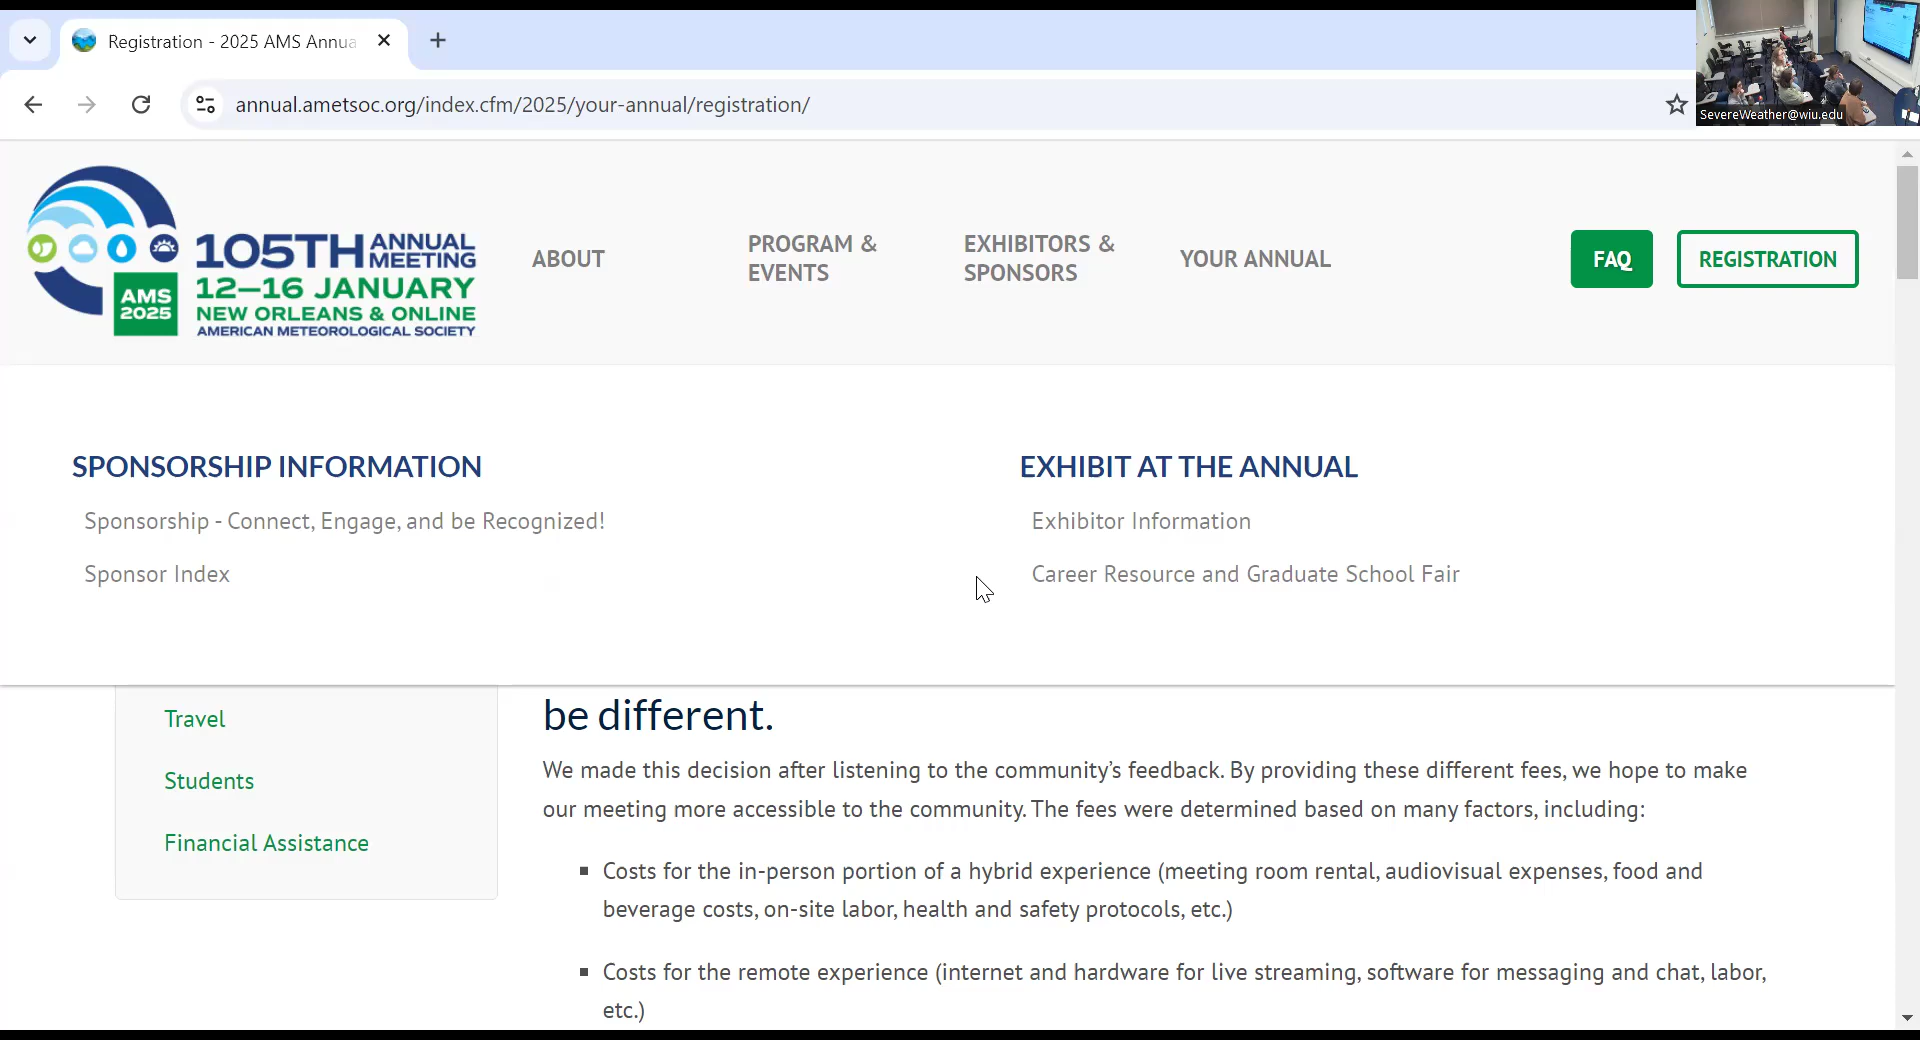 Registration - 2025 AMS Annua
annual.ametsoc.org/index.cfm/2025/your-annual/registration/
SevereWeather@wiu.edu
105TH ANNUAL MEETING
12–16 JANUARY
NEW ORLEANS & ONLINE
AMERICAN METEOROLOGICAL SOCIETY
AMS
2025
ABOUT
PROGRAM &
EVENTS
EXHIBITORS &
SPONSORS
YOUR ANNUAL
FAQ
REGISTRATION
SPONSORSHIP INFORMATION
Sponsorship - Connect, Engage, and be Recognized!
Sponsor Index
EXHIBIT AT THE ANNUAL
Exhibitor Information
Career Resource and Graduate School Fair
Travel
Students
Financial Assistance
be different.
We made this decision after listening to the community’s feedback. By providing these different fees, we hope to make
our meeting more accessible to the community. The fees were determined based on many factors, including:
▪ Costs for the in-person portion of a hybrid experience (meeting room rental, audiovisual expenses, food and
beverage costs, on-site labor, health and safety protocols, etc.)
▪ Costs for the remote experience (internet and hardware for live streaming, software for messaging and chat, labor,
etc.)